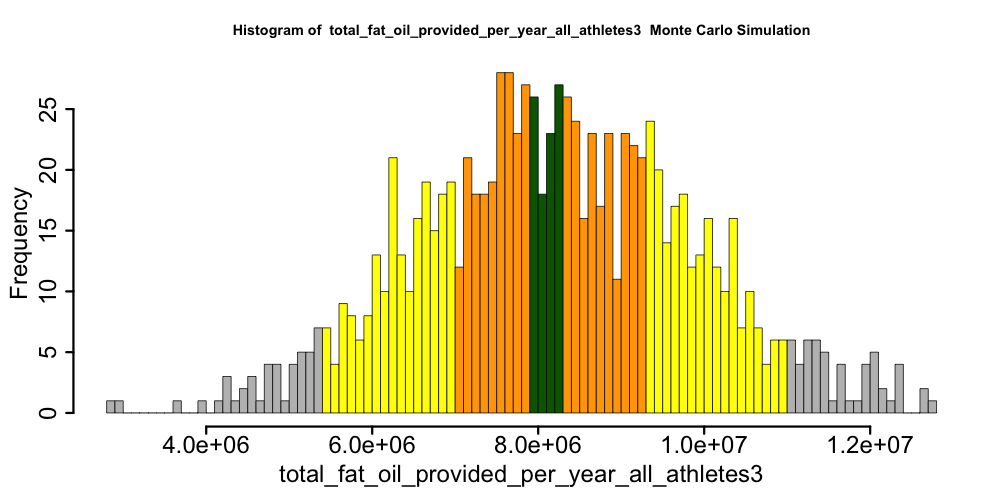 Histogram of  total_fat_oil_provided_per_year_all_athletes3  Monte Carlo Simulation
Frequency
25
20
15
10
5
0
4.0e+06 6.0e+06 8.0e+06 1.0e+07 1.2e+07
total_fat_oil_provided_per_year_all_athletes3